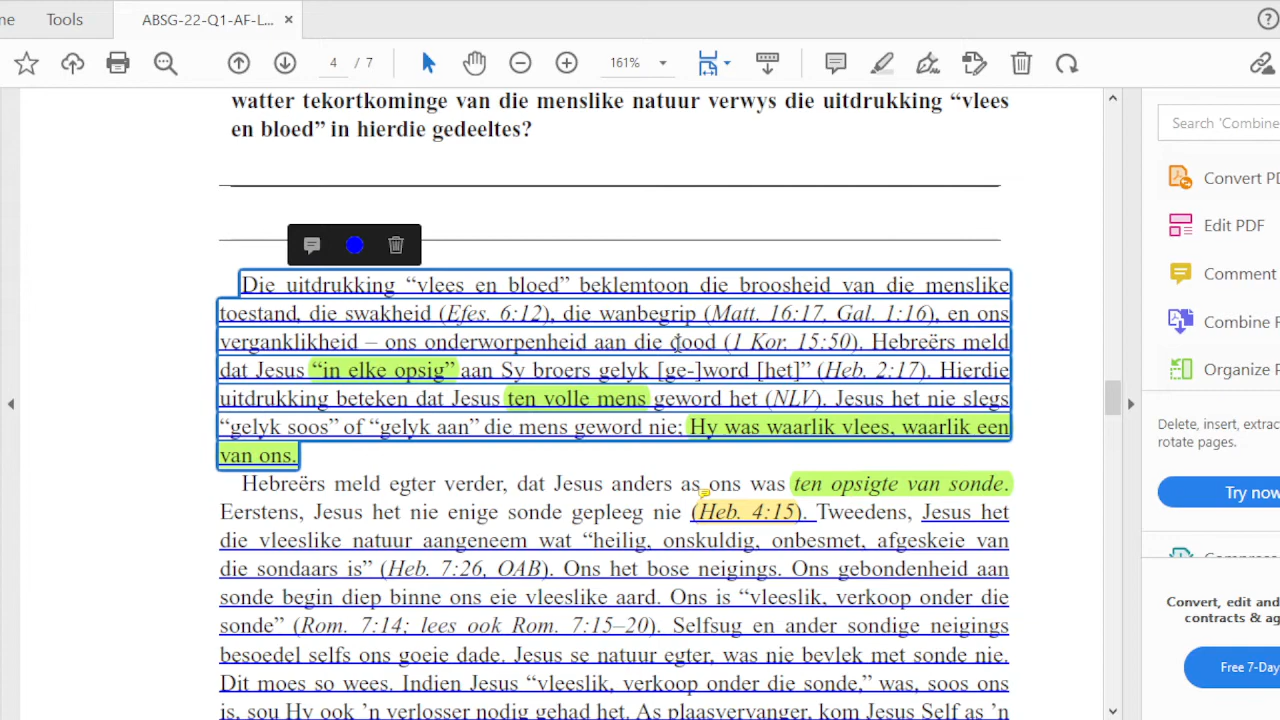 ne
Tools
ABSG-22-Q1-AF-L... ×
4 / 7
161%
watter tekortkominge van die menslike natuur verwys die uitdrukking “vlees
en bloed” in hierdie gedeeltes?
Die uitdrukking “vlees en bloed” beklemtoon die broosheid van die menslike
toestand, die swakheid (Efes. 6:12), die wanbegrip (Matt. 16:17, Gal. 1:16), en ons
verganklikheid – ons onderworpenheid aan die dood (1 Kor. 15:50). Hebreërs meld
dat Jesus “in elke opsig” aan Sy broers gelyk [ge-]word [het]” (Heb. 2:17). Hierdie
uitdrukking beteken dat Jesus ten volle mens geword het (NLV). Jesus het nie slegs
“gelyk soos” of “gelyk aan” die mens geword nie; Hy was waarlik vlees, waarlik een
van ons.
Hebreërs meld egter verder, dat Jesus anders as ons was ten opsigte van sonde.
Eerstens, Jesus het nie enige sonde gepleeg nie (Heb. 4:15). Tweedens, Jesus het
die vleeslike natuur aangeneem wat “heilig, onskuldig, onbesmet, afgeskeie van
die sondaars is” (Heb. 7:26, OAB). Ons het bose neigings. Ons gebondenheid aan
sonde begin diep binne ons eie vleeslike aard. Ons is “vleeslik, verkoop onder die
sonde” (Rom. 7:14; lees ook Rom. 7:15–20). Selfsug en ander sondige neigings
besoedel selfs ons goeie dade. Jesus se natuur egter, was nie bevlek met sonde nie.
Dit moes so wees. Indien Jesus “vleeslik, verkoop onder die sonde,” was, soos ons
is, sou Hy ook ’n verlosser nodig gehad het. As plaasvervanger, kom Jesus Self as ’n
Search 'Combine
Convert PD
Edit PDF
Comment
Combine F
Organize P
Delete, insert, extrac
rotate pages.
Try now
Compress
Convert, edit and
contracts & ag
Free 7-Day